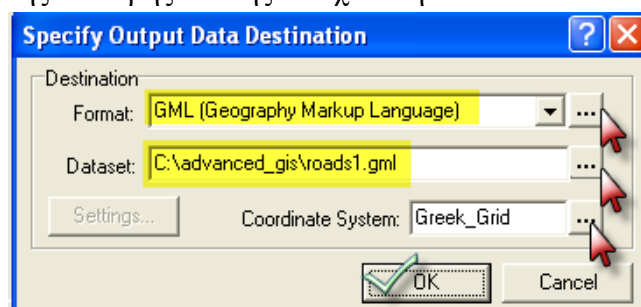 Specify Output Data Destination
Destination
Format: GML (Geography Markup Language) ...
Dataset: C:\advanced_gis\roads1.gml ...
Settings... Coordinate System: Greek_Grid ...
OK Cancel